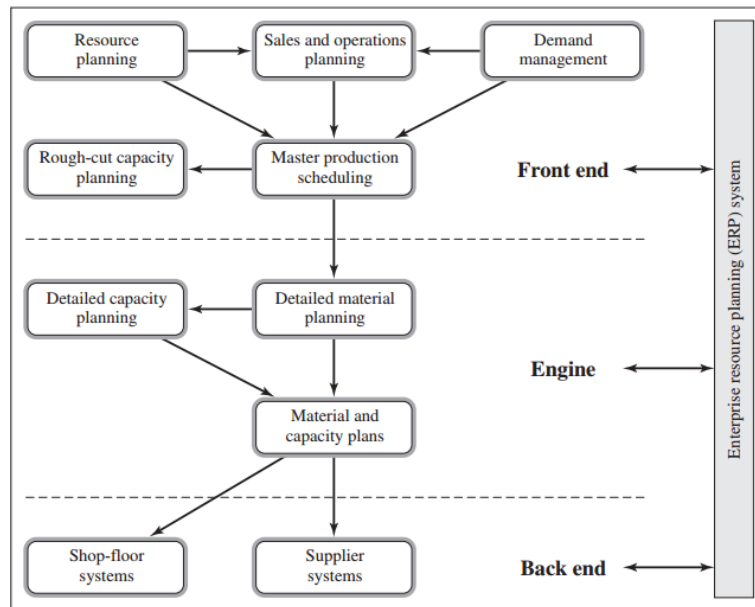 Resource
planning
Sales and operations
planning
Demand
management
Rough-cut capacity
planning
Master production
scheduling
Front end
Detailed capacity
planning
Detailed material
planning
Engine
Material and
capacity plans
Shop-floor
systems
Supplier
systems
Back end
Enterprise resource planning (ERP) system